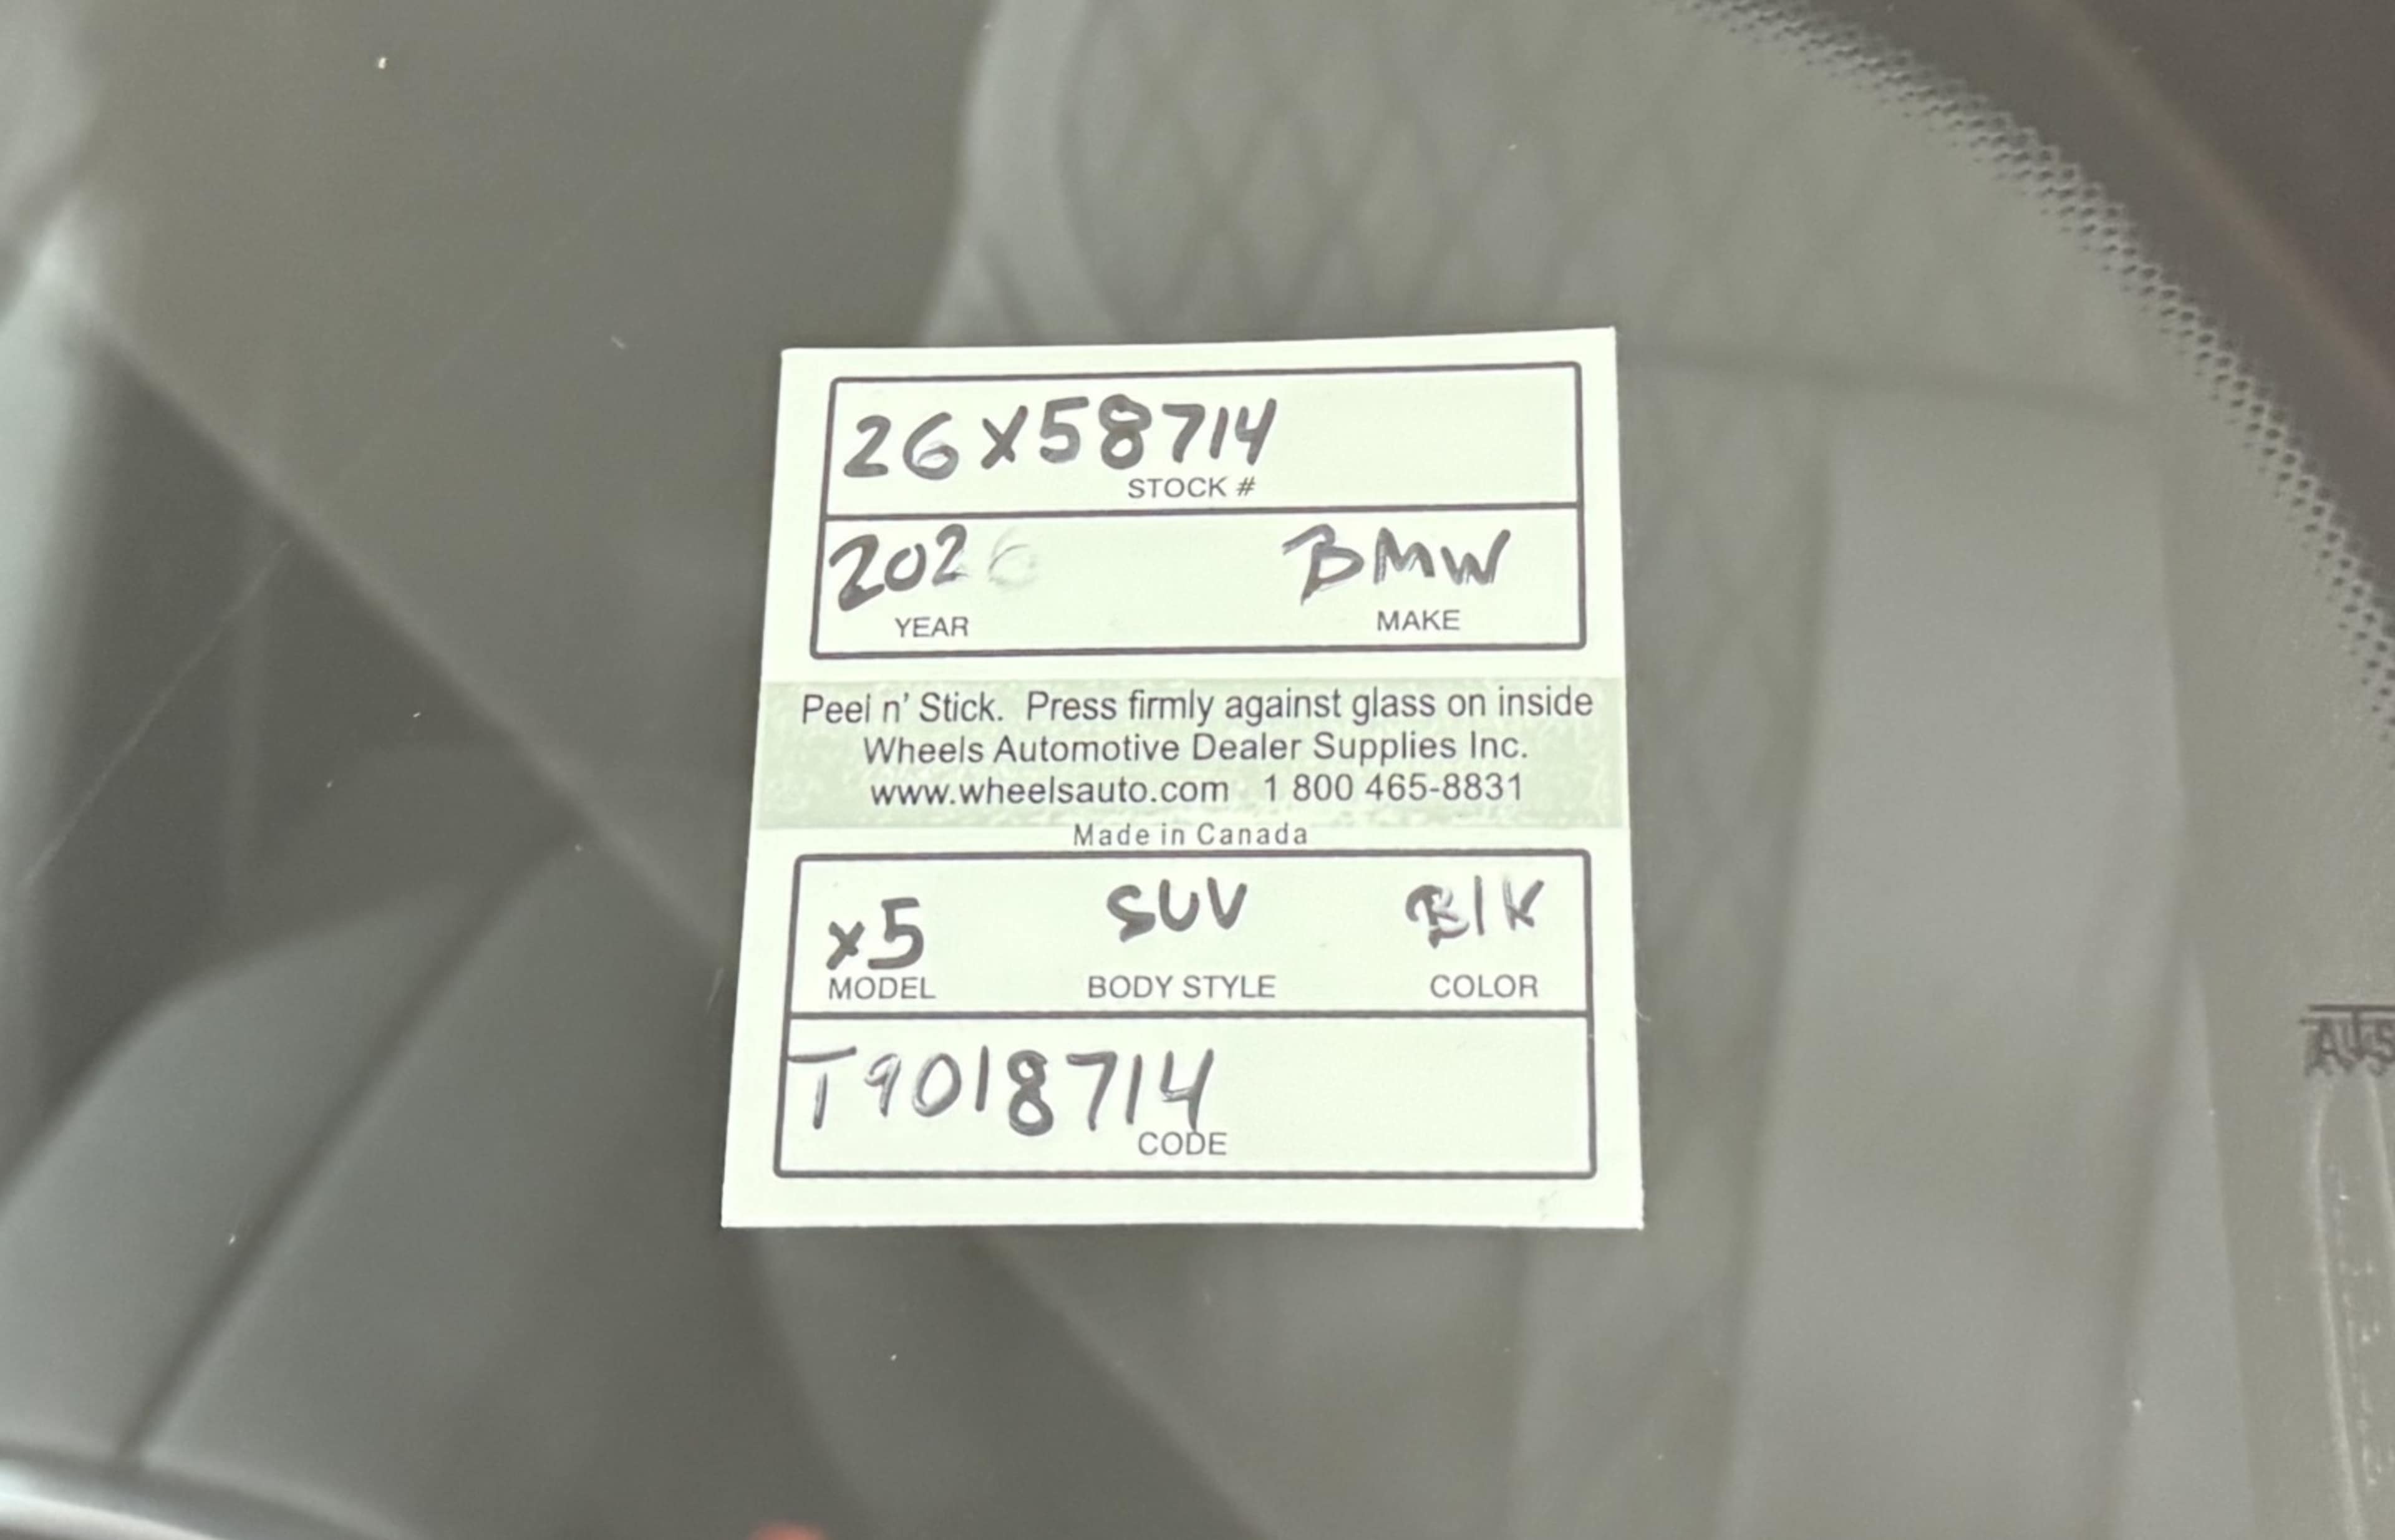 26X58714
STOCK #
2026 BMW
YEAR MAKE
Peel n' Stick. Press firmly against glass on inside
Wheels Automotive Dealer Supplies Inc.
www.wheelsauto.com 1 800 465-8831
Made in Canada
x5 SUV BlK
MODEL BODY STYLE COLOR
T9018714
CODE